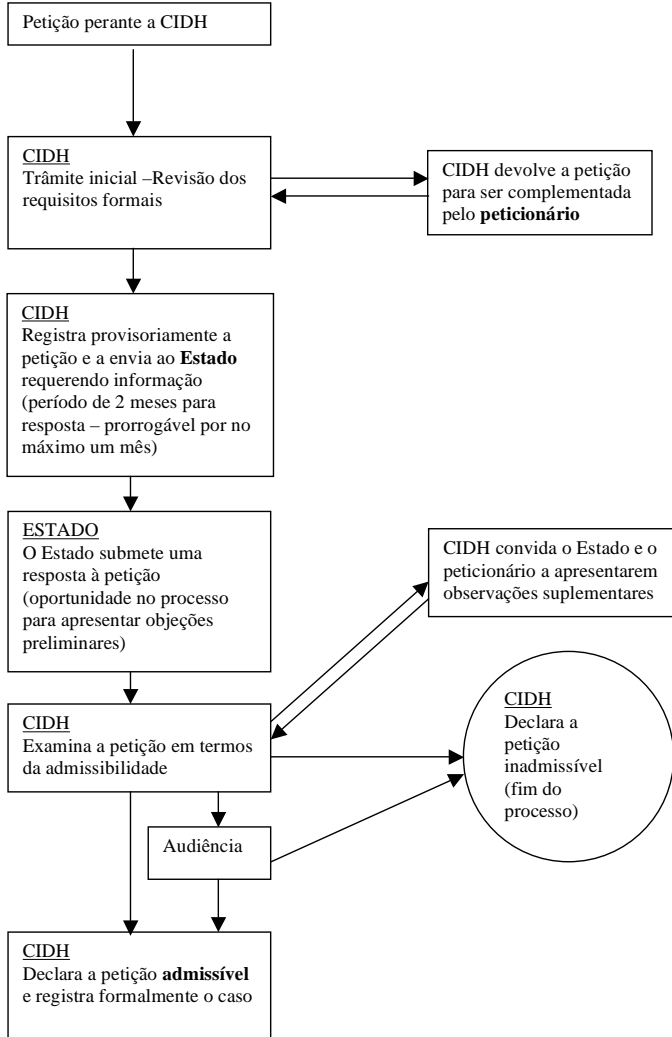 Petição perante a CIDH
CIDH
Trâmite inicial –Revisão dos
requisitos formais
CIDH devolve a petição
para ser complementada
pelo peticionário
CIDH
Registra provisoriamente a
petição e a envia ao Estado
requerendo informação
(período de 2 meses para
resposta – prorrogável por no
máximo um mês)
ESTADO
O Estado submete uma
resposta à petição
(oportunidade no processo
para apresentar objeções
preliminares)
CIDH convida o Estado e o
peticionário a apresentarem
observações suplementares
CIDH
Examina a petição em termos
da admissibilidade
CIDH
Declara a
petição
inadmissível
(fim do
processo)
Audiência
CIDH
Declara a petição admissível
e registra formalmente o caso